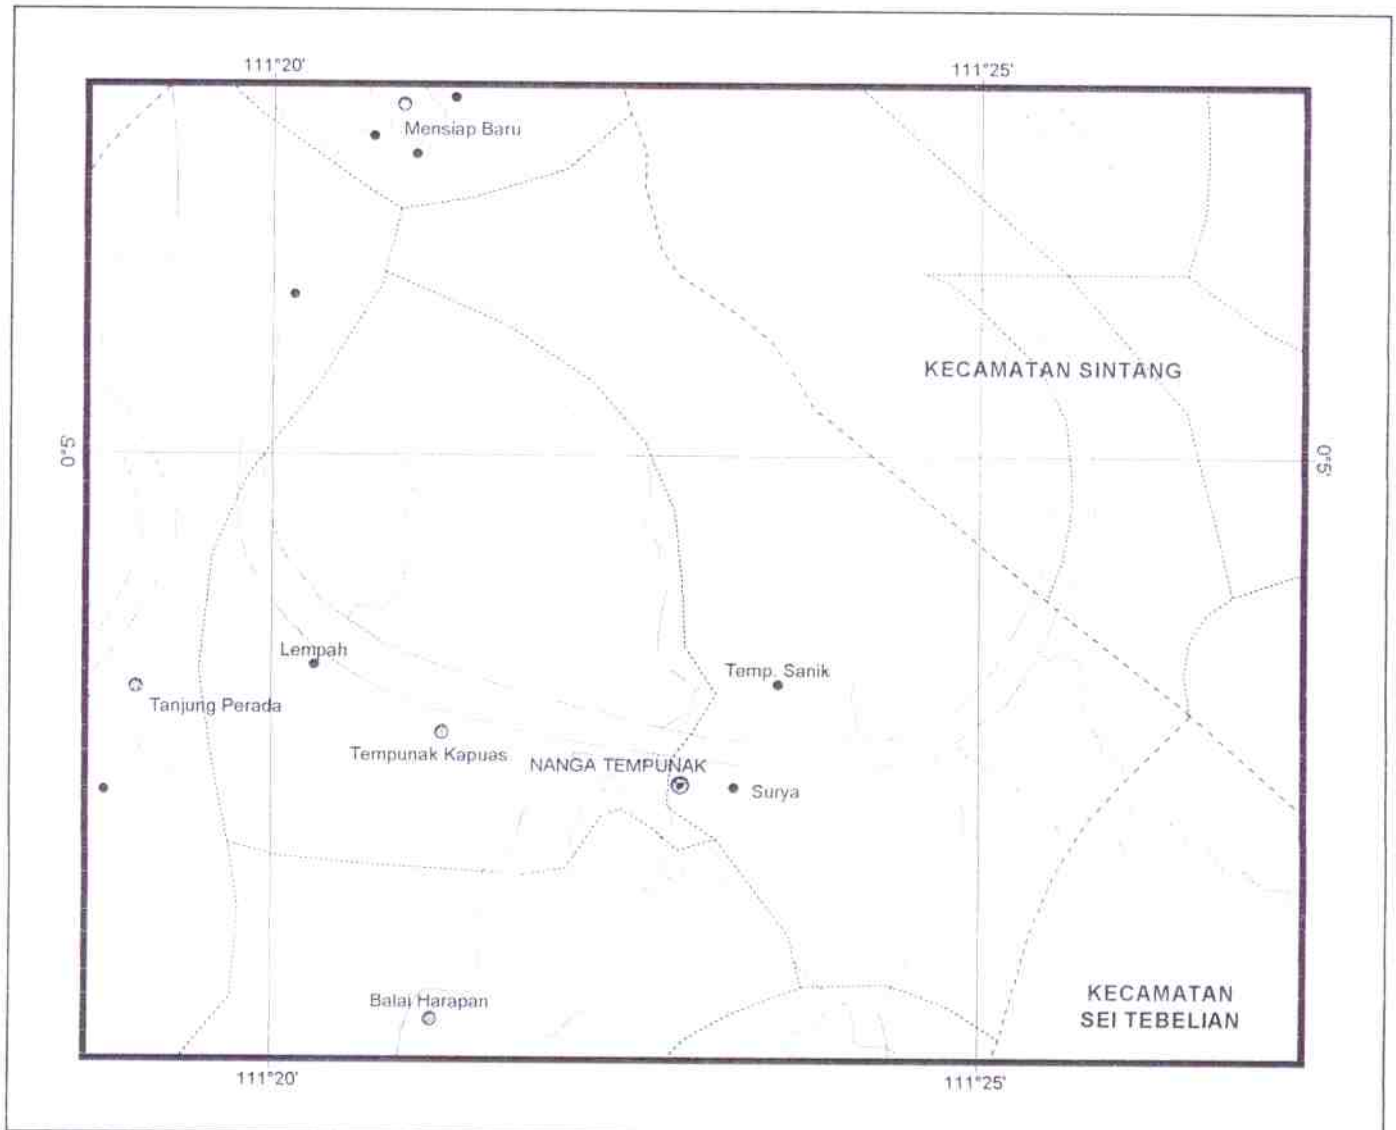 111°20'
111°25'
Mensiap Baru
KECAMATAN SINTANG
0°5'
0°5'
Lempah
Temp. Sanik
Tanjung Perada
Tempunak Kapuas
NANGA TEMPUNAK
Surya
Balai Harapan
KECAMATAN
SEI TEBELIAN
111°20'
111°25'